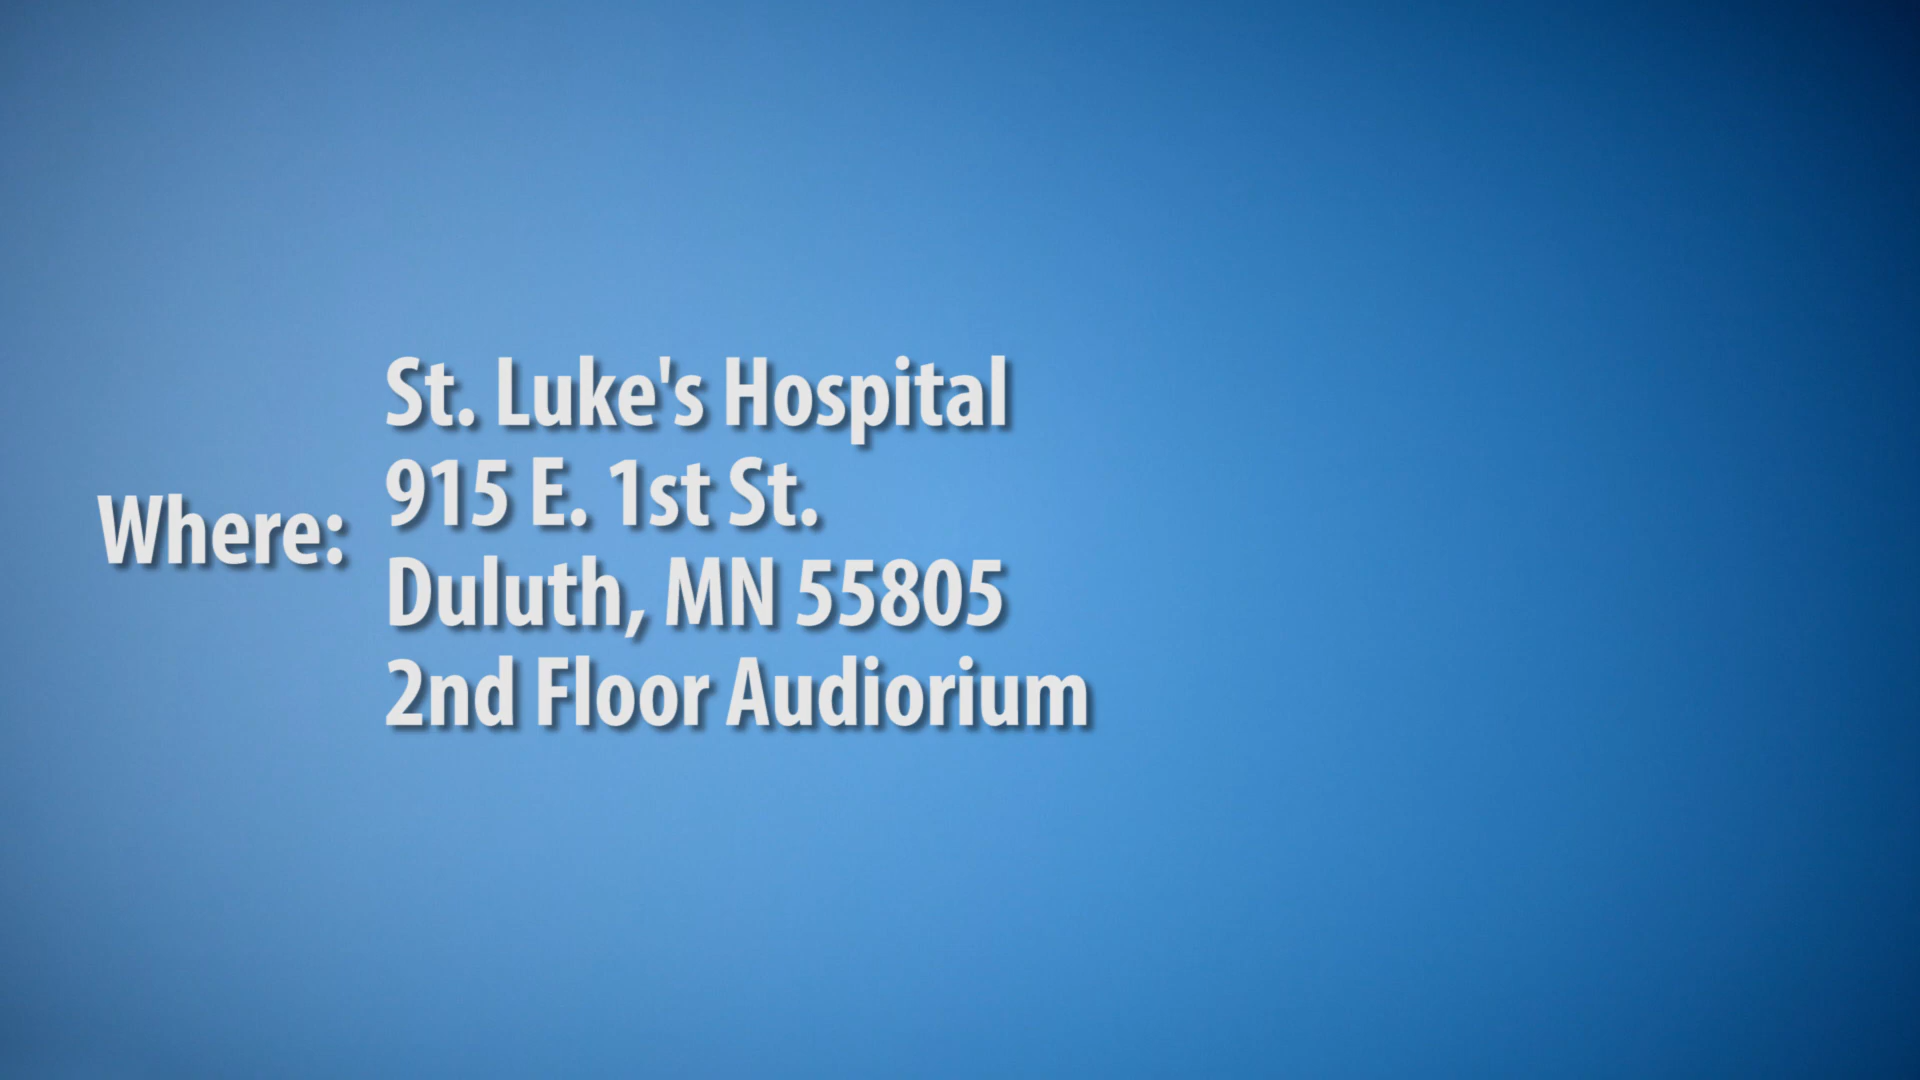 Where:
St. Luke's Hospital
915 E. 1st St.
Duluth, MN 55805
2nd Floor Audiorium